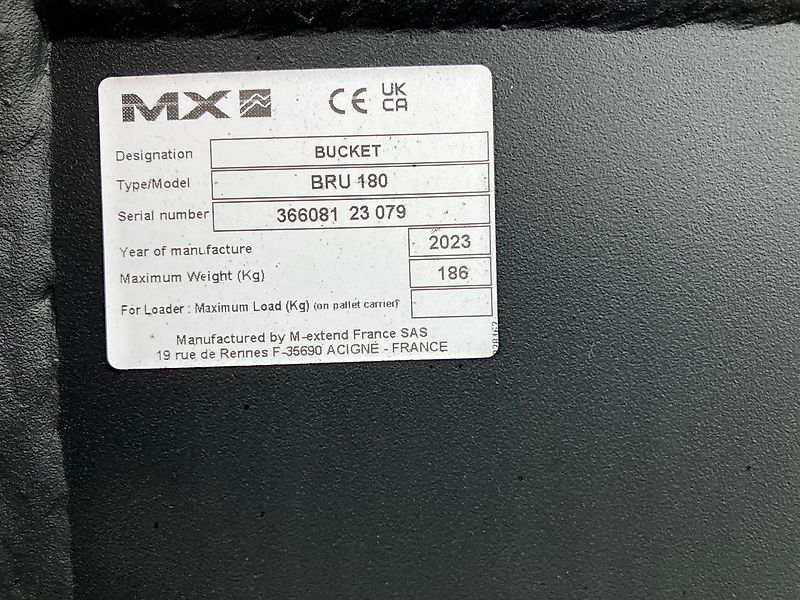 MX CE UK CA
Designation BUCKET
Type/Model BRU 180
Serial number 366081 23 079
Year of manufacture 2023
Maximum Weight (Kg) 186
For Loader : Maximum Load (Kg) (on pallet carrier)
Manufactured by M-extend France SAS
19 rue de Rennes F-35690 ACIGNÉ - FRANCE